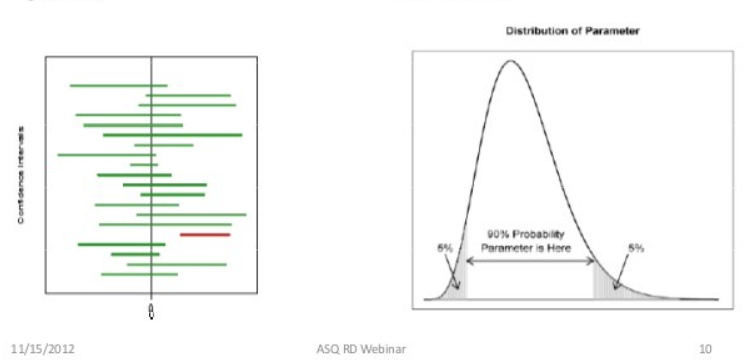 Distribution of Parameter
Confidence Intervals
θ
5%
90% Probability
Parameter is Here
5%
11/15/2012
ASQ RD Webinar
10